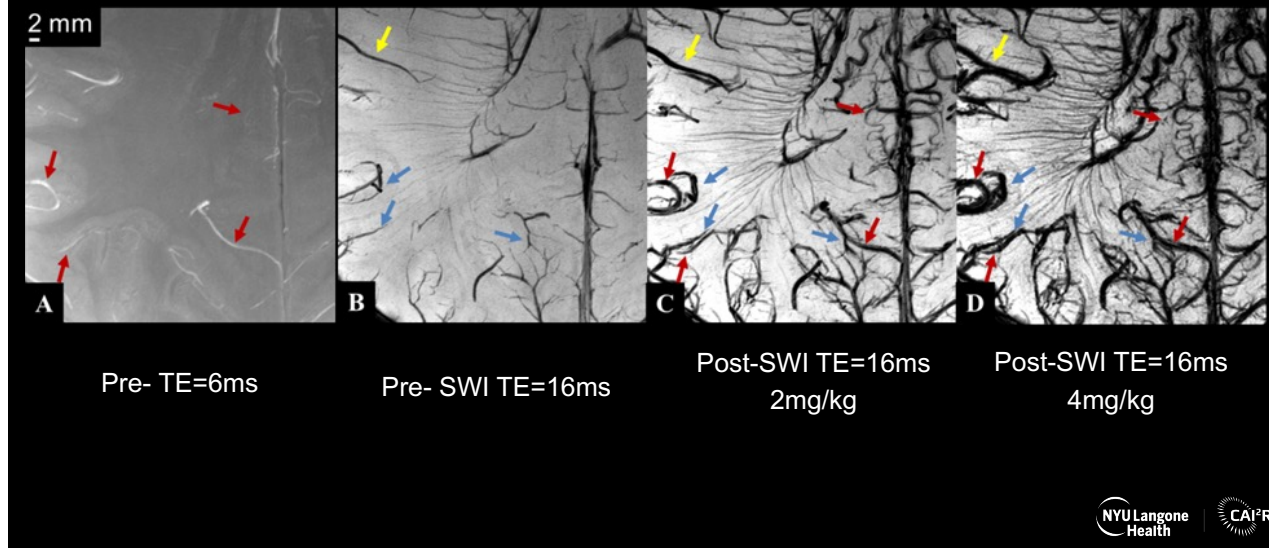 2 mm
A
B
C
D
Pre- TE=6ms
Pre- SWI TE=16ms
Post-SWI TE=16ms
2mg/kg
Post-SWI TE=16ms
4mg/kg
NYU Langone
Health
CAI²R